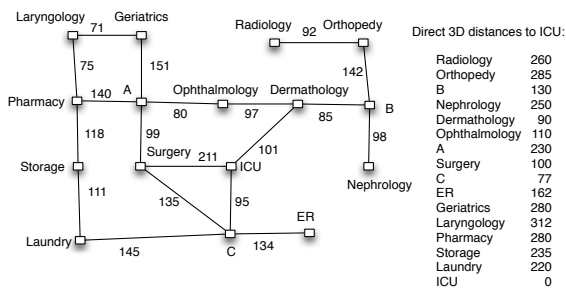 Laryngology Geriatrics
71
75
151
Radiology 92 Orthopedy
142
Pharmacy 140 A
80
Ophthalmology
97
Dermathology
85
B
98
Nephrology
118
99
Storage
Surgery 211 ICU
101
111
135
95
Laundry
145
C
134
ER
Direct 3D distances to ICU:
Radiology 260
Orthopedy 285
B 130
Nephrology 250
Dermathology 90
Ophthalmology 110
A 230
Surgery 100
C 77
ER 162
Geriatrics 280
Laryngology 312
Pharmacy 280
Storage 235
Laundry 220
ICU 0